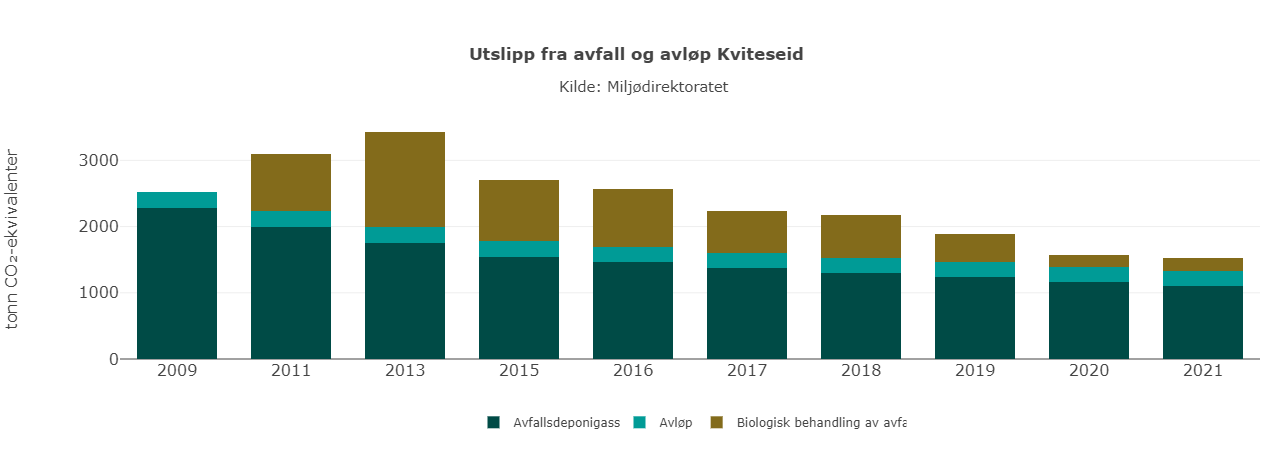 Utslipp fra avfall og avløp Kviteseid
Kilde: Miljødirektoratet
tonn CO₂-ekvivalenter
3000
2000
1000
0
2009 2011 2013 2015 2016 2017 2018 2019 2020 2021
Avfallsdeponigass Avløp Biologisk behandling av avfa